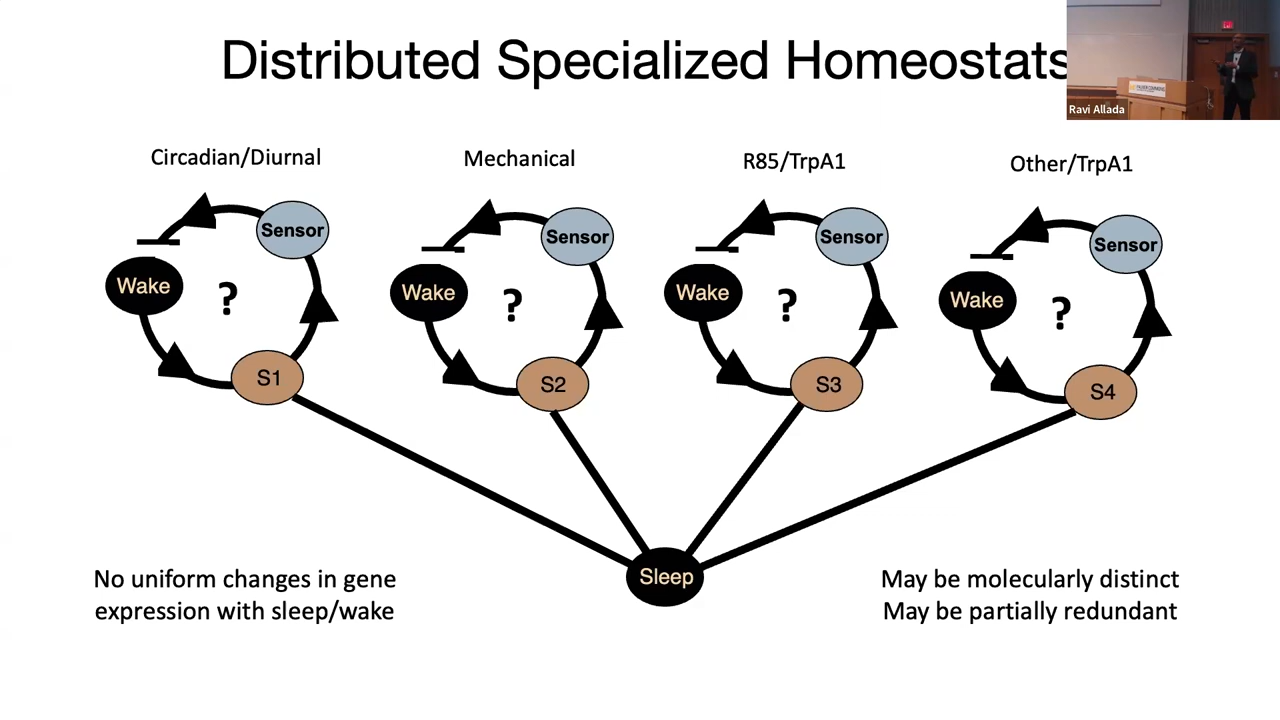 Distributed Specialized Homeostats
Ravi Allada
Circadian/Diurnal
Mechanical
R85/TrpA1
Other/TrpA1
Sensor
Wake
?
S1
Sensor
Wake
?
S2
Sensor
Wake
?
S3
Sensor
Wake
?
S4
Sleep
No uniform changes in gene
expression with sleep/wake
May be molecularly distinct
May be partially redundant